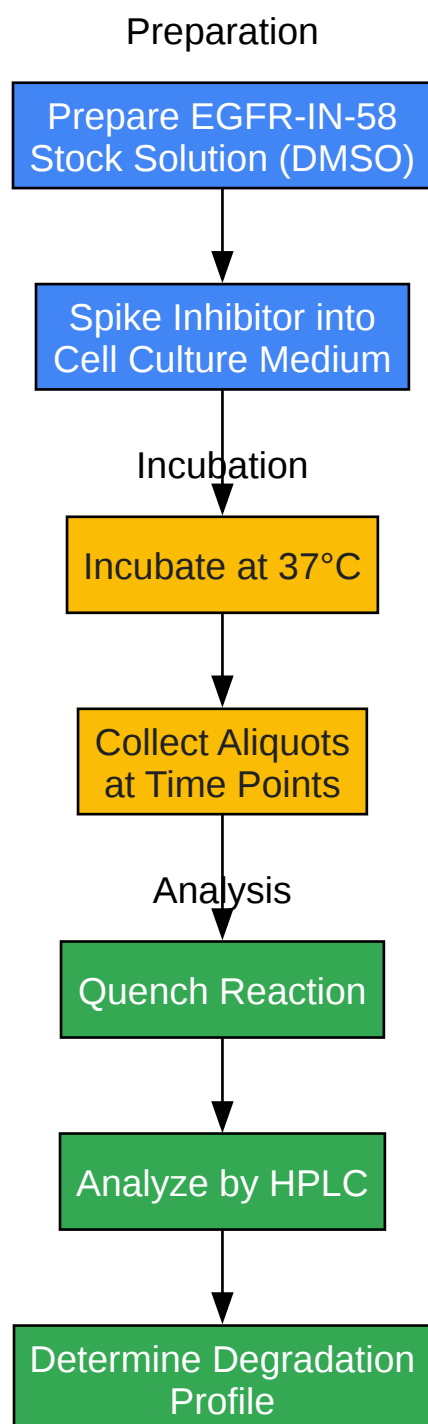 Preparation
Prepare EGFR-IN-58
Stock Solution (DMSO)
Spike Inhibitor into
Cell Culture Medium
Incubation
Incubate at 37°C
Collect Aliquots
at Time Points
Analysis
Quench Reaction
Analyze by HPLC
Determine Degradation
Profile